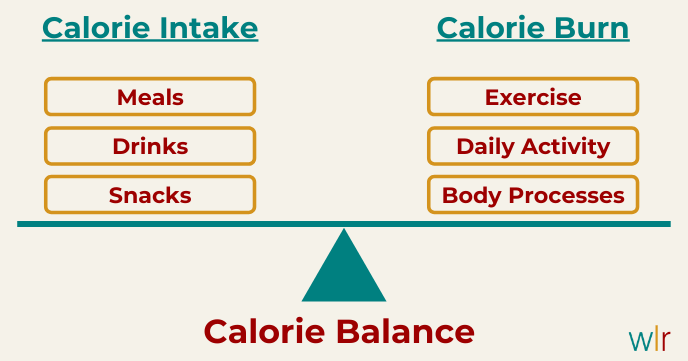 Calorie Intake
Calorie Burn
Meals
Exercise
Drinks
Daily Activity
Snacks
Body Processes
Calorie Balance
wlr